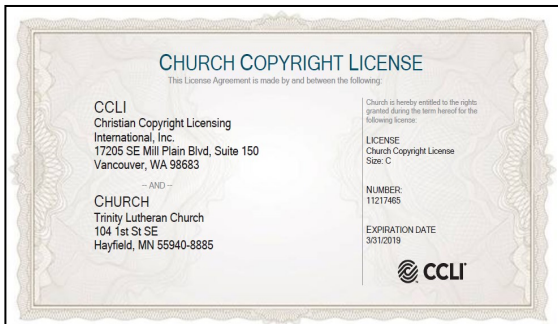 CHURCH COPYRIGHT LICENSE
This License Agreement is made by and between the following:
CCLI
Christian Copyright Licensing
International, Inc.
17205 SE Mill Plain Blvd, Suite 150
Vancouver, WA 98683
– AND –
CHURCH
Trinity Lutheran Church
104 1st St SE
Hayfield, MN 55940-8885
Church is hereby entitled to the rights
granted during the term hereof for the
following license:
LICENSE
Church Copyright License
Size: C
NUMBER:
11217465
EXPIRATION DATE
3/31/2019
CCLI